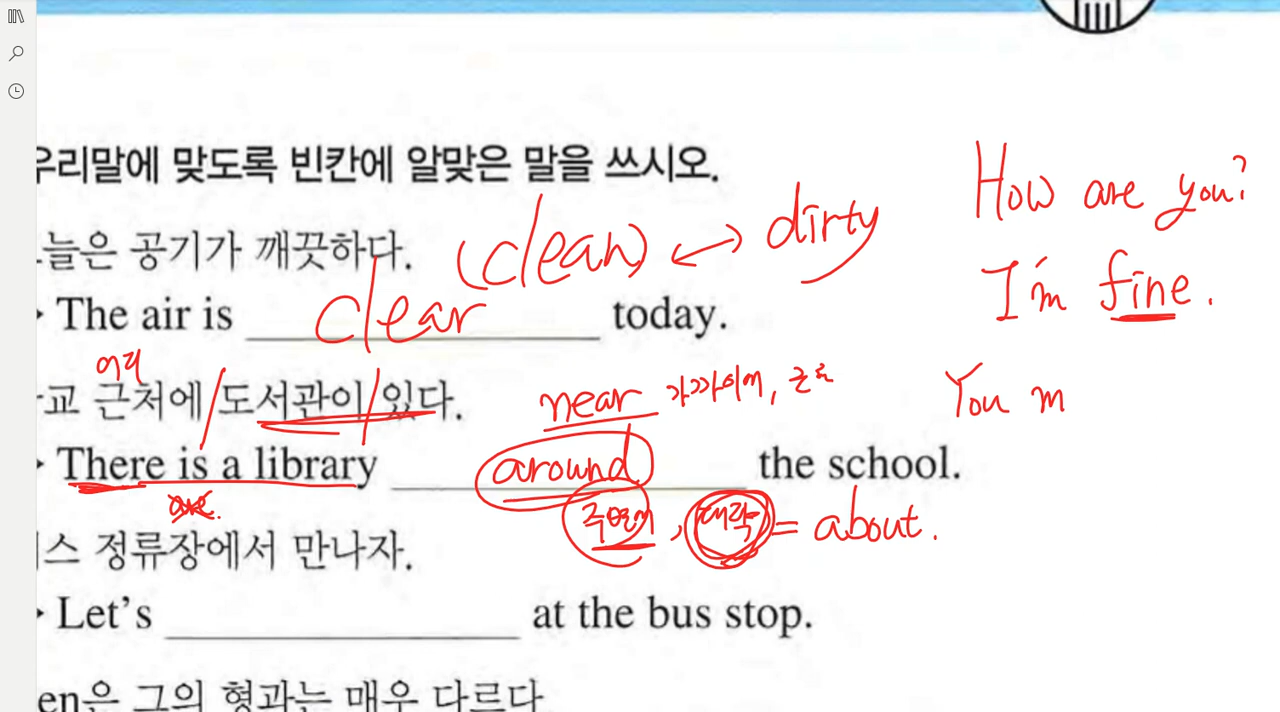 우리말에 맞도록 빈칸에 알맞은 말을 쓰시오.
How are you?
늘은 공기가 깨끗하다. (clean) ↔ dirty
The air is clear today.
I'm fine.
교 근처에 / 도서관이 / 있다.
near 가까이에,
You m
There is a library around the school.
are.
주변에, 대략 = about.
스 정류장에서 만나자.
Let's at the bus stop.
en은 그의 형과는 매우 다르다.